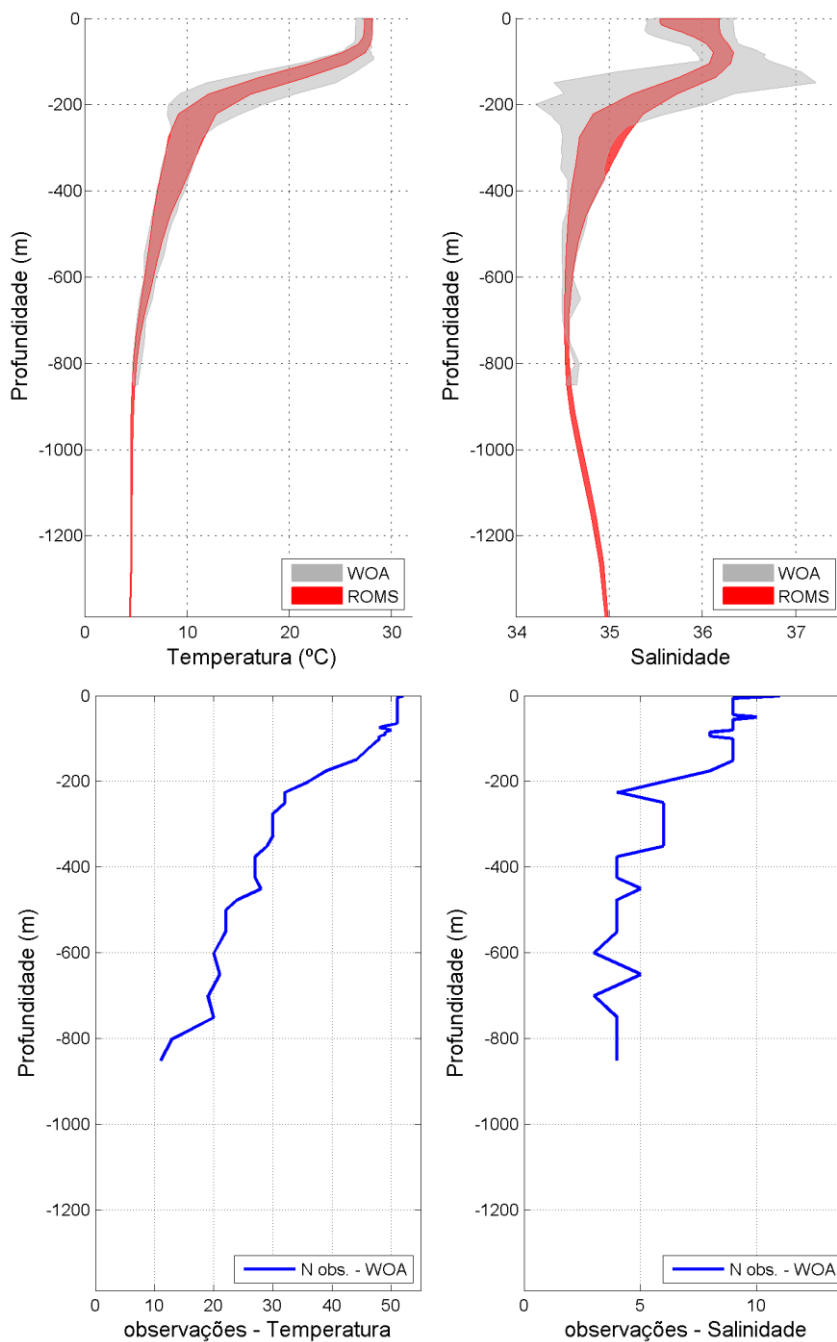 0
-200
-400
-600
-800
-1000
-1200
Profundidade (m)
0 10 20 30
Temperatura (ºC)
WOA
ROMS
0
-200
-400
-600
-800
-1000
-1200
Profundidade (m)
34 35 36 37
Salinidade
WOA
ROMS
0
-200
-400
-600
-800
-1000
-1200
Profundidade (m)
0 10 20 30 40 50
observações - Temperatura
N obs. - WOA
0
-200
-400
-600
-800
-1000
-1200
Profundidade (m)
0 5 10
observações - Salinidade
N obs. - WOA